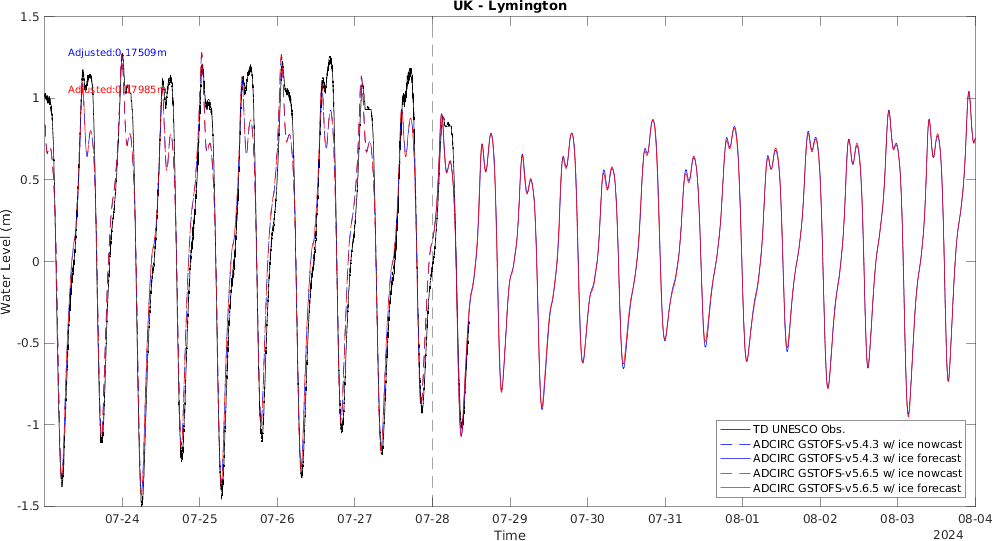 UK - Lymington
1.5
1
0.5
0
-0.5
-1
-1.5
Water Level (m)
Adjusted:0.17509m
Adjusted:0.17985m
TD UNESCO Obs.
ADCIRC GSTOFS-v5.4.3 w/ ice nowcast
ADCIRC GSTOFS-v5.4.3 w/ ice forecast
ADCIRC GSTOFS-v5.6.5 w/ ice nowcast
ADCIRC GSTOFS-v5.6.5 w/ ice forecast
07-24 07-25 07-26 07-27 07-28 07-29 07-30 07-31 08-01 08-02 08-03 08-04
Time
2024